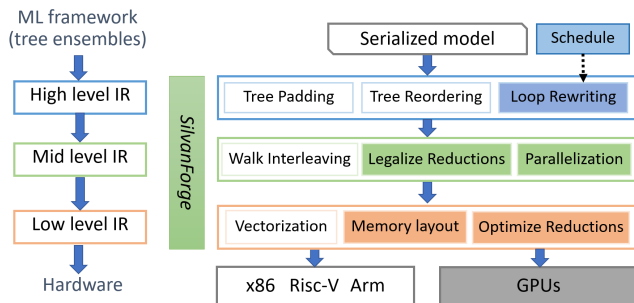 ML framework
(tree ensembles)
High level IR
Mid level IR
Low level IR
Hardware
SilvanForge
Serialized model
Schedule
Tree Padding
Tree Reordering
Loop Rewriting
Walk Interleaving
Legalize Reductions
Parallelization
Vectorization
Memory layout
Optimize Reductions
x86 Risc-V Arm
GPUs